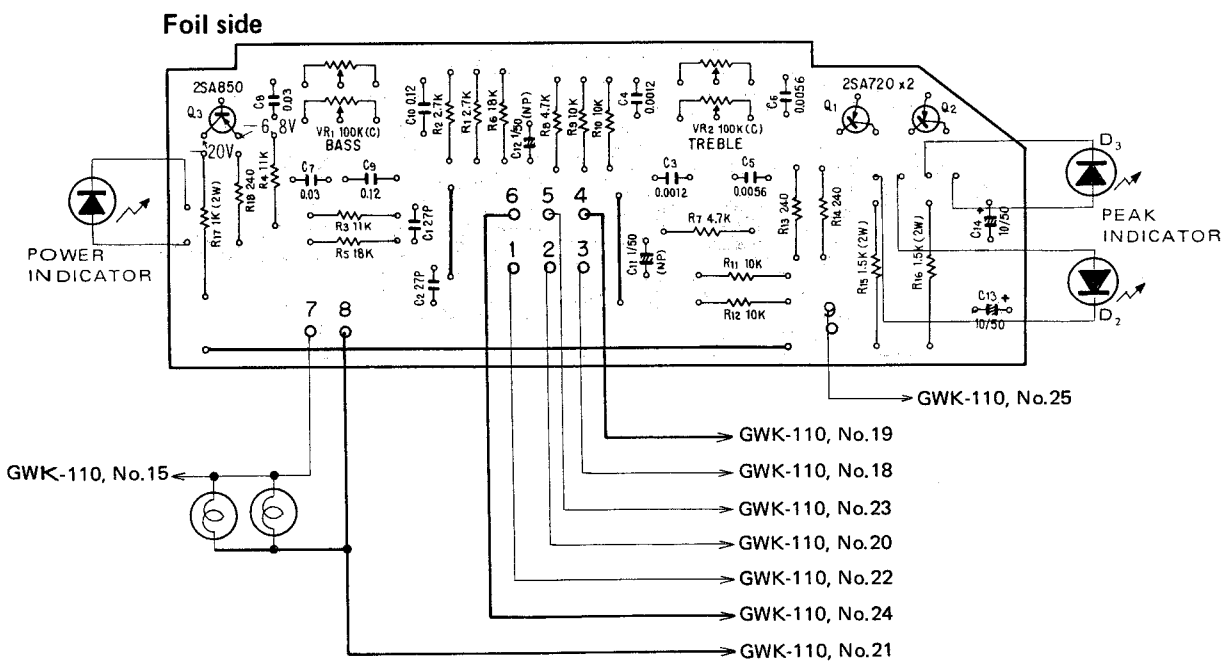 Foil side
2SA850
Q3
-6.8V
-20V
C8
0.03
VR1 100K(C)
BASS
C10 0.12
R2 2.7K
R1 2.7K
R6 18K
C12 1/50
(N/P)
R8 4.7K
R9 10K
R10 10K
C4
0.0012
VR2 100K(C)
TREBLE
C6
0.0056
2SA720 x2
Q1
Q2
D3
PEAK
INDICATOR
D2
POWER
INDICATOR
R17 1K (2W)
R18 240
R4 11K
C7
0.03
C9
0.12
R3 11K
R5 18K
C1 27P
C2 27P
6
5
4
1
2
3
C3
0.0012
C5
0.0056
R7 4.7K
C11 1/50
(N/P)
R11 10K
R12 10K
R13 240
R14 240
R15 1.5K (2W)
R16 1.5K (2W)
C14 +
10/50
C13 +
10/50
7
8
9
GWK-110, No.25
GWK-110, No.19
GWK-110, No.15
GWK-110, No.18
GWK-110, No.23
GWK-110, No.20
GWK-110, No.22
GWK-110, No.24
GWK-110, No.21